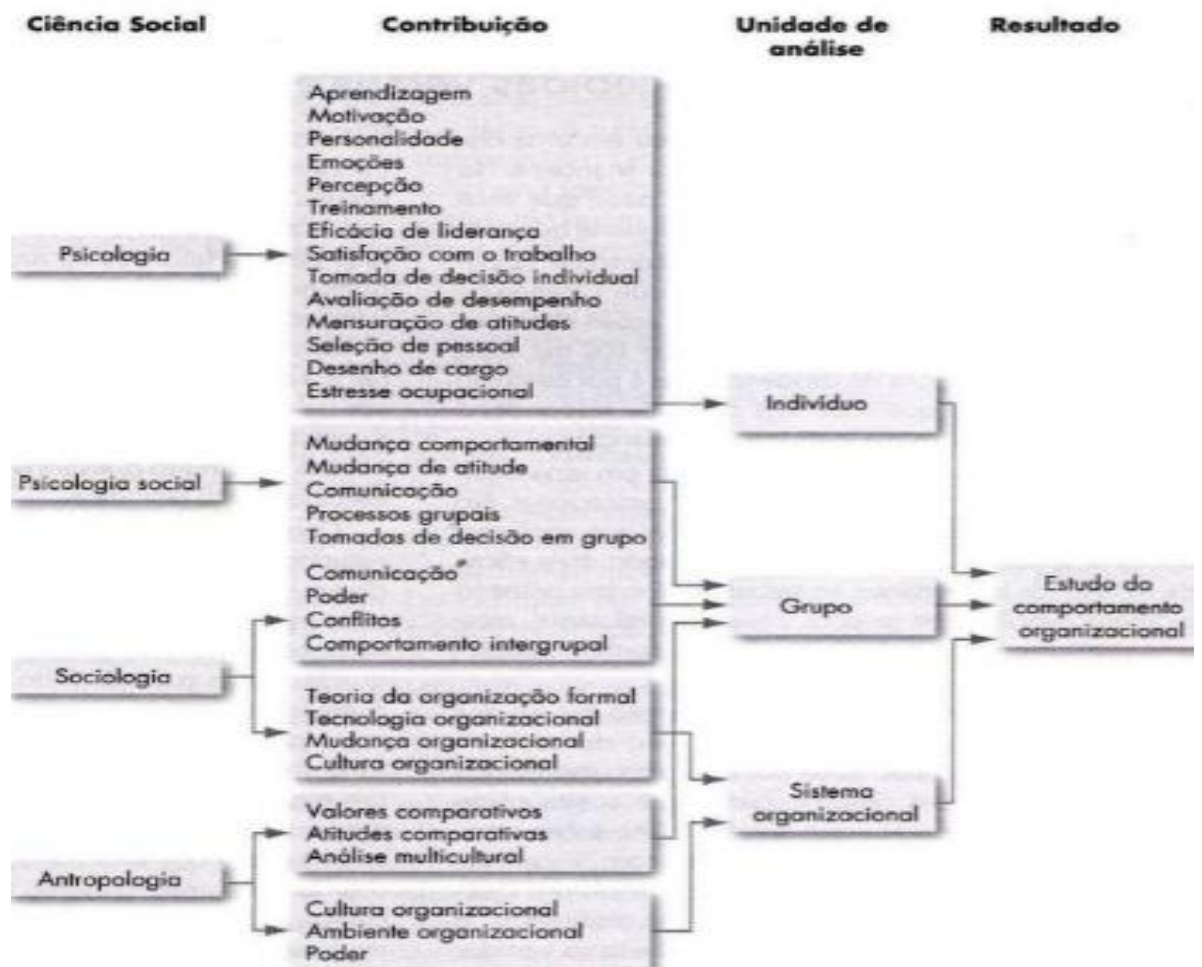 Ciência Social
Contribuição
Unidade de
análise
Resultado
Psicologia
Aprendizagem
Motivação
Personalidade
Emoções
Percepção
Treinamento
Eficácia de liderança
Satisfação com o trabalho
Tomada de decisão individual
Avaliação de desempenho
Mensuração de atitudes
Seleção de pessoal
Desenho de cargo
Estresse ocupacional
Indivíduo
Psicologia social
Mudança comportamental
Mudança de atitude
Comunicação
Processos grupais
Tomadas de decisão em grupo
Comunicação*
Poder
Conflitos
Comportamento intergrupal
Grupo
Estudo do
comportamento
organizacional
Sociologia
Teoria da organização formal
Tecnologia organizacional
Mudança organizacional
Cultura organizacional
Sistema
organizacional
Antropologia
Valores comparativos
Atitudes comparativas
Análise multicultural
Cultura organizacional
Ambiente organizacional
Poder